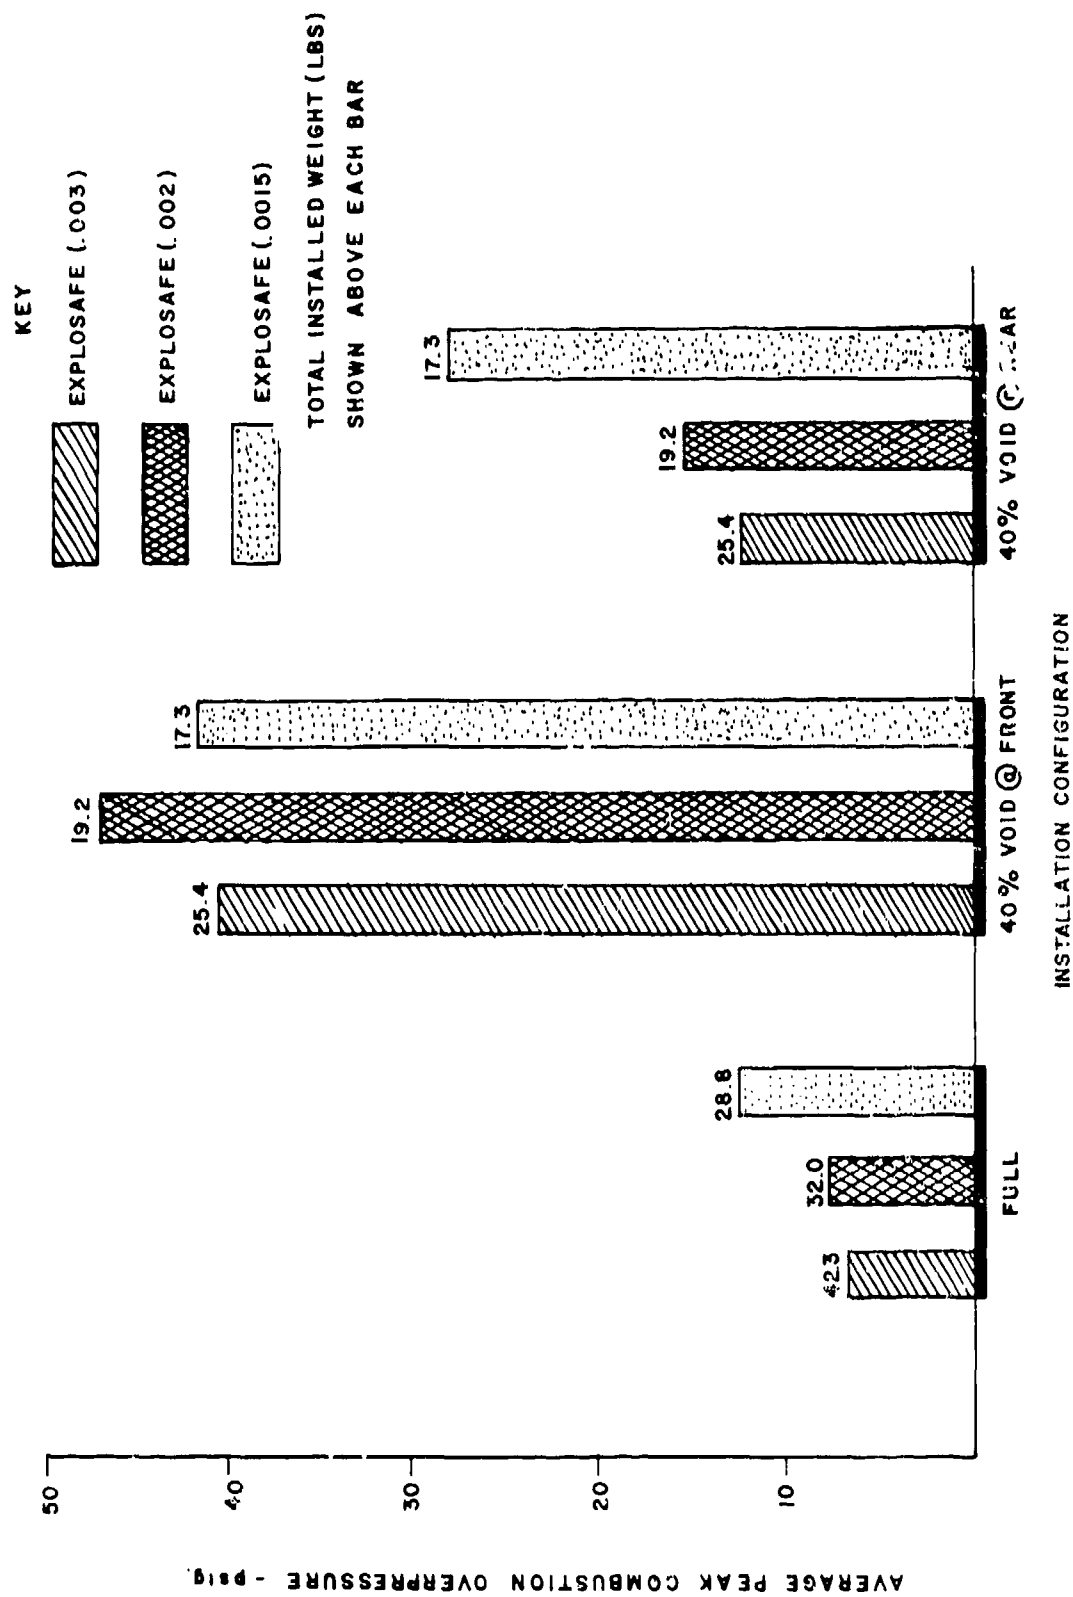 KEY
EXPLOSAFE (.003)
EXPLOSAFE (.002)
EXPLOSAFE (.0015)
TOTAL INSTALLED WEIGHT (LBS)
SHOWN ABOVE EACH BAR
AVERAGE PEAK COMBUSTION OVERPRESSURE - psig.
50
40
30
20
10
42.3
32.0
28.8
25.4
19.2
17.3
25.4
19.2
17.3
FULL
40% VOID @ FRONT
40% VOID @
INSTALLATION CONFIGURATION